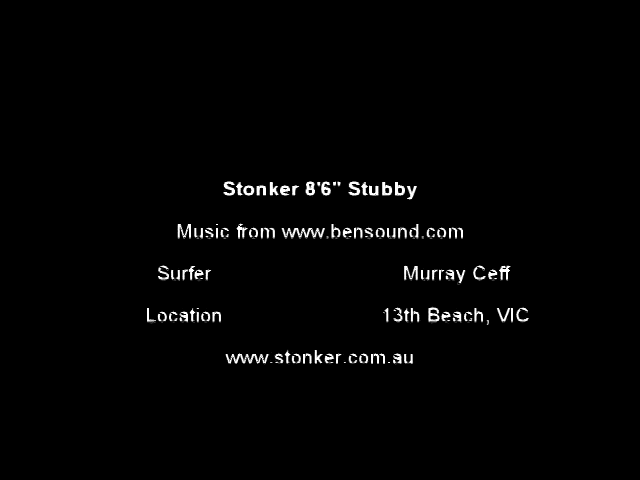 Stonker 8'6" Stubby
Music from www.bensound.com
Surfer Murray Ceff
Location 13th Beach, VIC
www.stonker.com.au